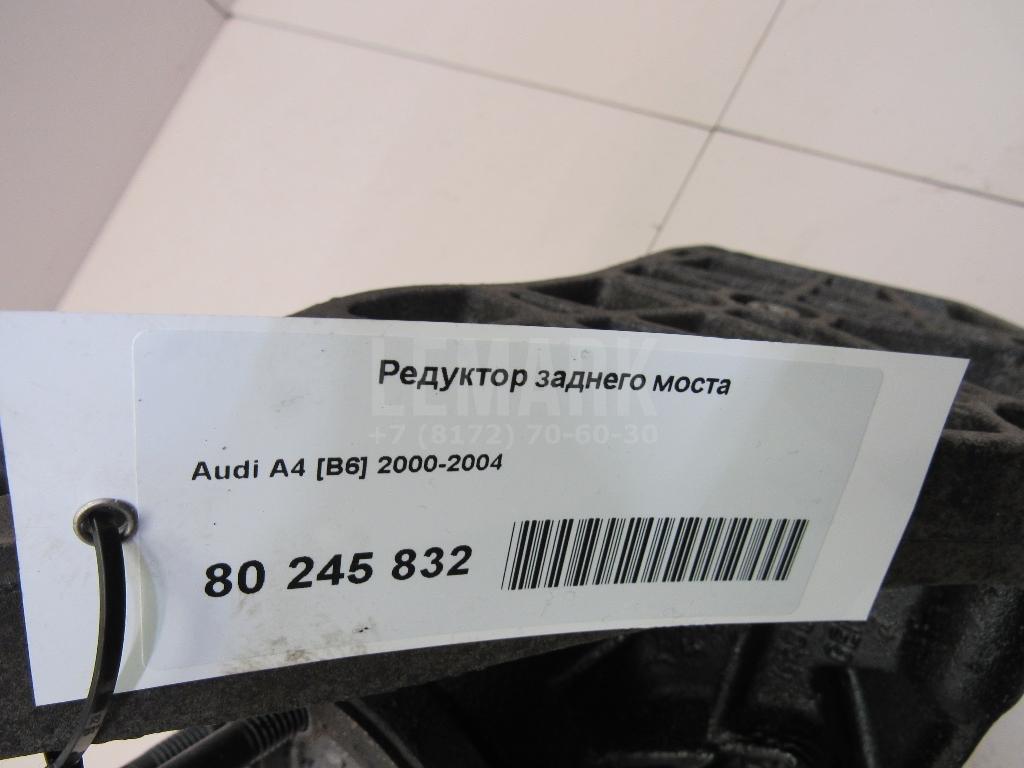 Редуктор заднего моста
LEMARK
+7 (8172) 70-60-30
Audi A4 [B6] 2000-2004
80 245 832